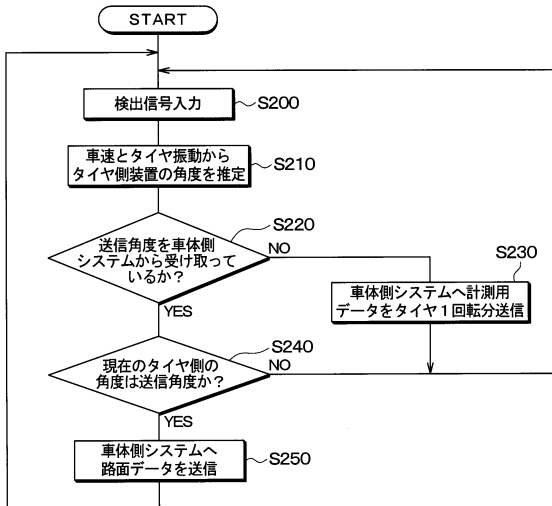 START
検出信号入力
S200
車速とタイヤ振動から
タイヤ側装置の角度を推定
S210
送信角度を車体側
システムから受け取って
いるか?
S220
NO
YES
車体側システムへ計測用
データをタイヤ1回転分送信
S230
現在のタイヤ側の
角度は送信角度か?
S240
NO
YES
車体側システムへ
路面データを送信
S250